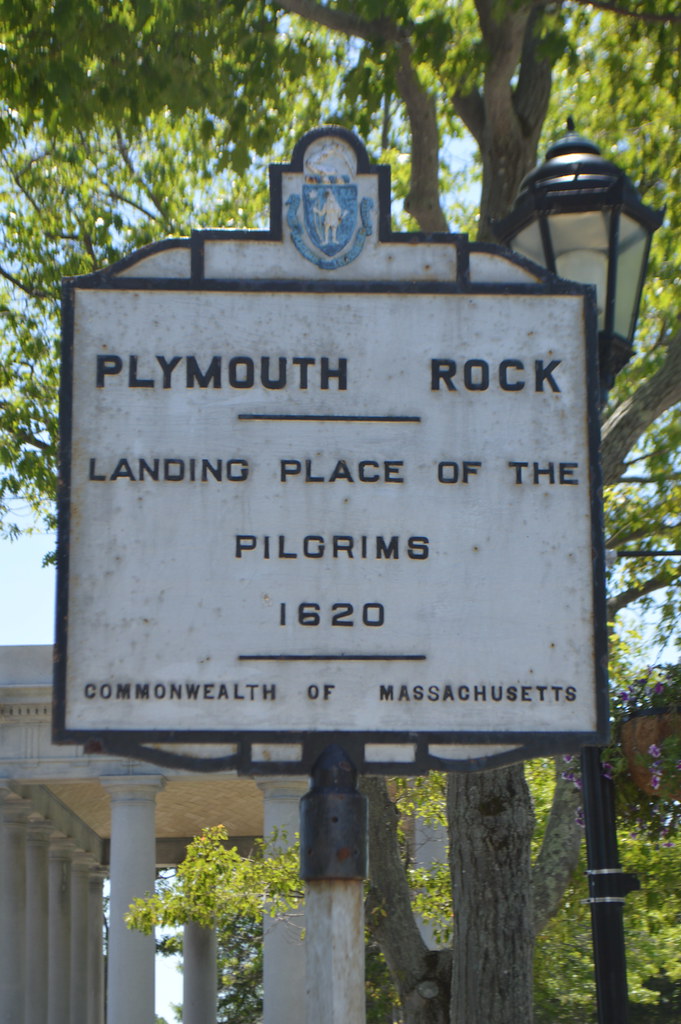 PLYMOUTH ROCK
LANDING PLACE OF THE
PILGRIMS
1620
COMMONWEALTH OF MASSACHUSETTS